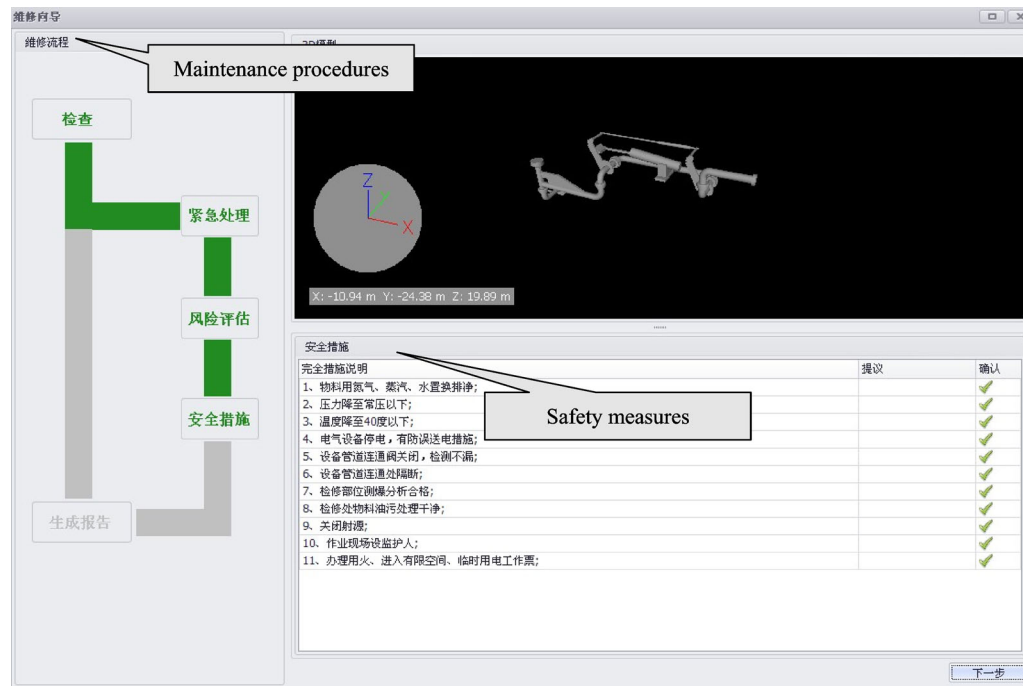 维修向导
维修流程
3D模型
Maintenance procedures
检查
紧急处理
风险评估
安全措施
生成报告
Z
Y
X
X: -10.94 m Y: -24.38 m Z: 19.89 m
安全措施
完全措施说明 提议 确认
1、物料用氮气、蒸汽、水置换排净;
2、压力降至常压以下;
3、温度降至40度以下;
4、电气设备停电，有防误送电措施;
5、设备管道连通阀关闭，检测不漏;
6、设备管道连通处隔断;
7、检修部位测爆分析合格;
8、检修处物料油污处理干净;
9、关闭射源;
10、作业现场设监护人;
11、办理用火、进入有限空间、临时用电工作票;
Safety measures
下一步